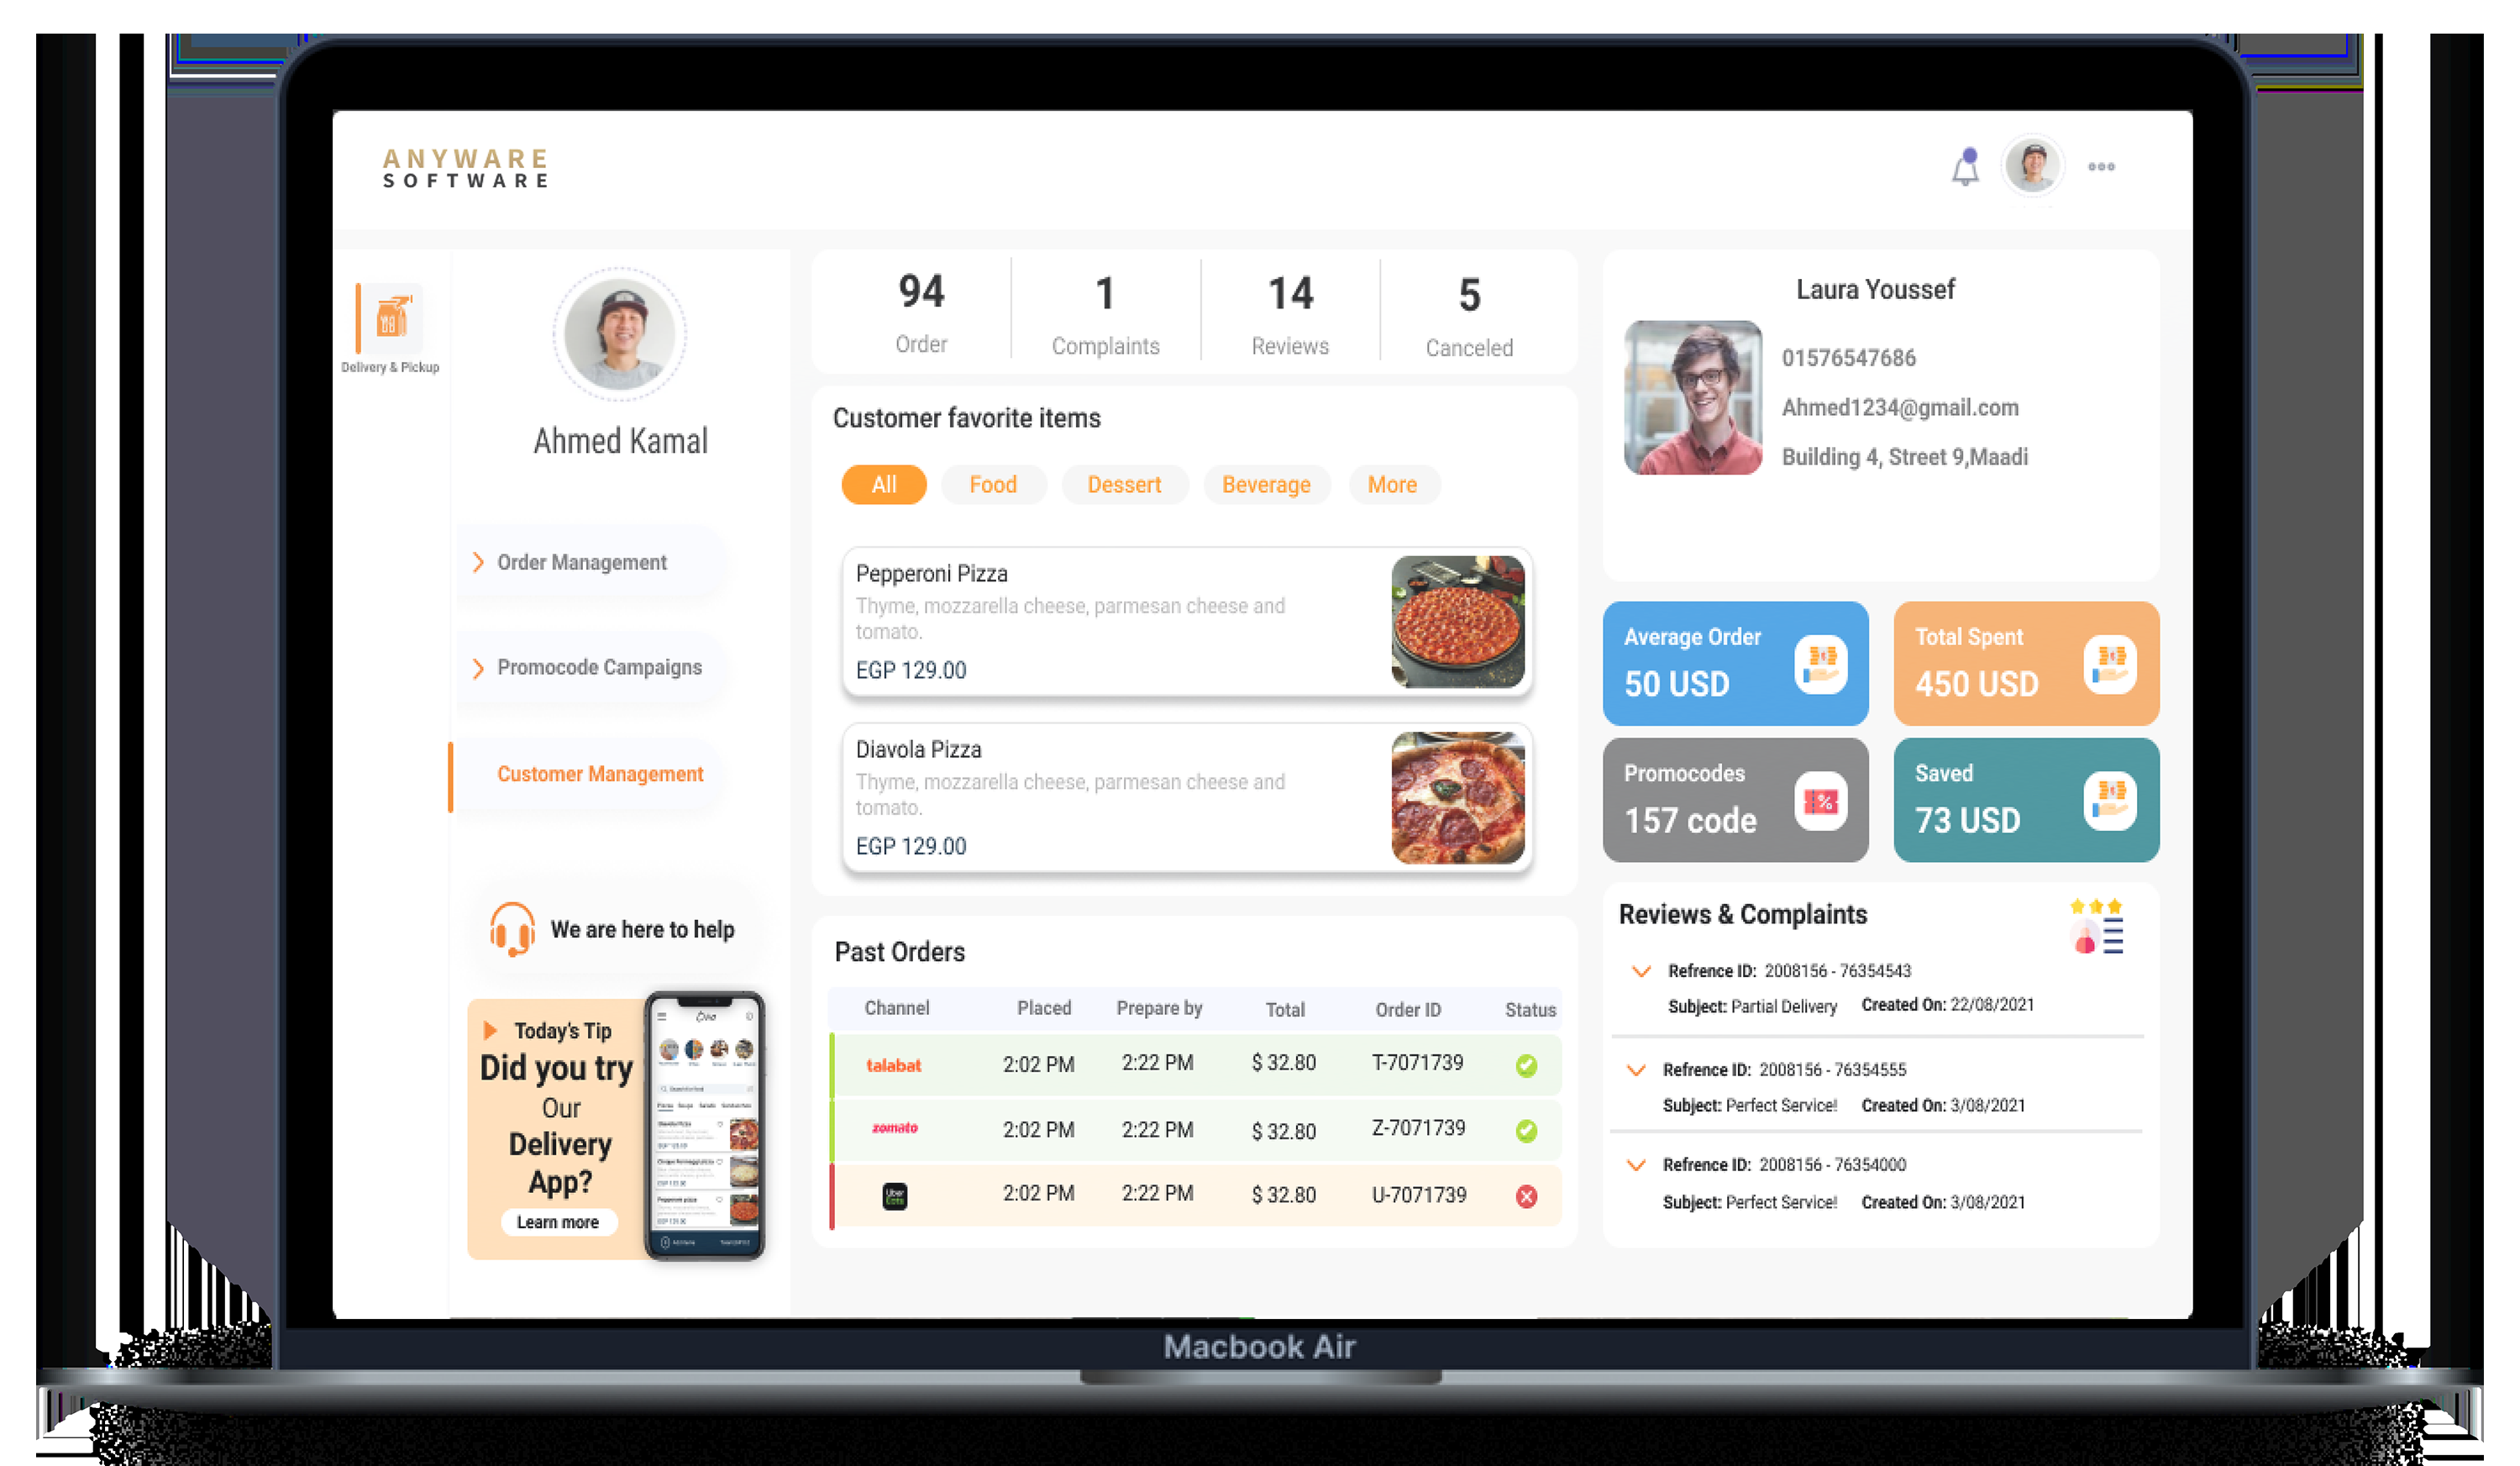 ANYWARE
SOFTWARE
Delivery & Pickup
Ahmed Kamal
Order Management
Promocode Campaigns
Customer Management
We are here to help
Today's Tip
Did you try
Our
Delivery
App?
Learn more
94
Order
1
Complaints
14
Reviews
5
Canceled
Customer favorite items
All Food Dessert Beverage More
Pepperoni Pizza
Thyme, mozzarella cheese, parmesan cheese and
tomato.
EGP 129.00
Diavola Pizza
Thyme, mozzarella cheese, parmesan cheese and
tomato.
EGP 129.00
Past Orders
Channel Placed Prepare by Total Order ID Status
talabat 2:02 PM 2:22 PM $ 32.80 T-7071739
zomato 2:02 PM 2:22 PM $ 32.80 Z-7071739
Uber Eats 2:02 PM 2:22 PM $ 32.80 U-7071739
Laura Youssef
01576547686
Ahmed1234@gmail.com
Building 4, Street 9,Maadi
Average Order
50 USD
Total Spent
450 USD
Promocodes
157 code
Saved
73 USD
Reviews & Complaints
Refrence ID: 2008156 - 76354543
Subject: Partial Delivery Created On: 22/08/2021
Refrence ID: 2008156 - 76354555
Subject: Perfect Service! Created On: 3/08/2021
Refrence ID: 2008156 - 76354000
Subject: Perfect Service! Created On: 3/08/2021
Macbook Air